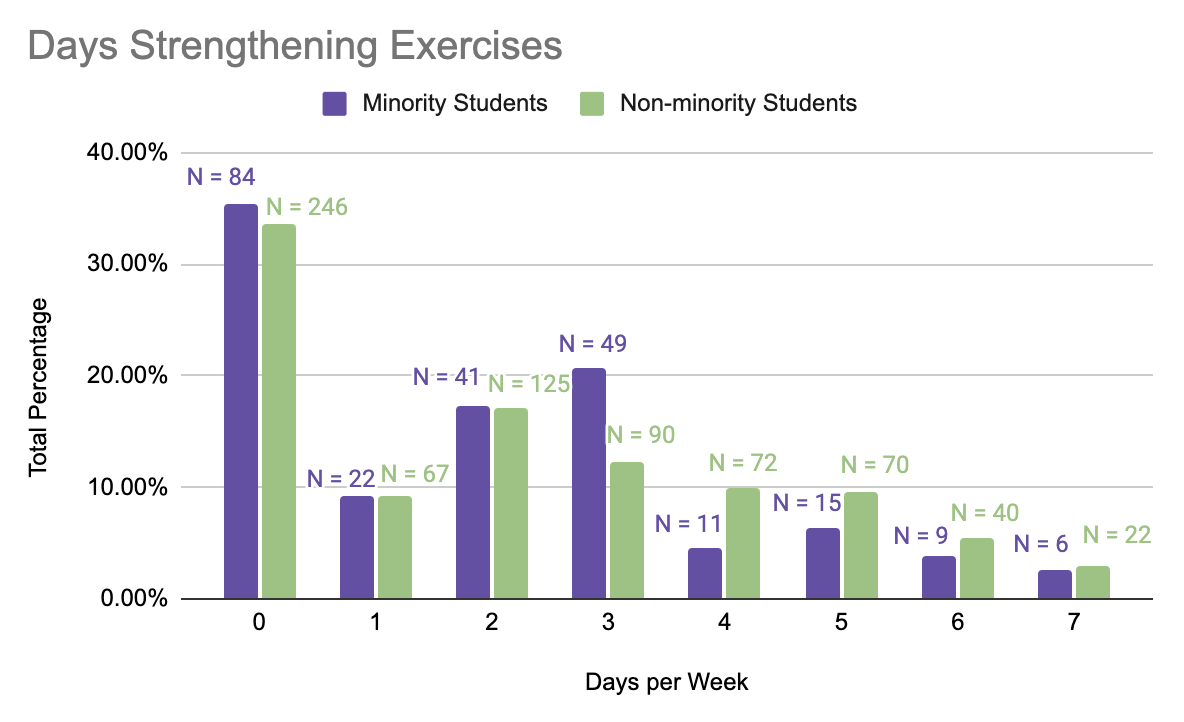 Days Strengthening Exercises
Minority Students Non-minority Students
40.00%
N = 84
N = 246
30.00%
N = 49
20.00%
N = 41 N = 125
N = 90
N = 72 N = 70
N = 22 N = 67
10.00%
N = 11 N = 15
N = 9 N = 40
N = 6 N = 22
0.00%
0 1 2 3 4 5 6 7
Total Percentage
Days per Week